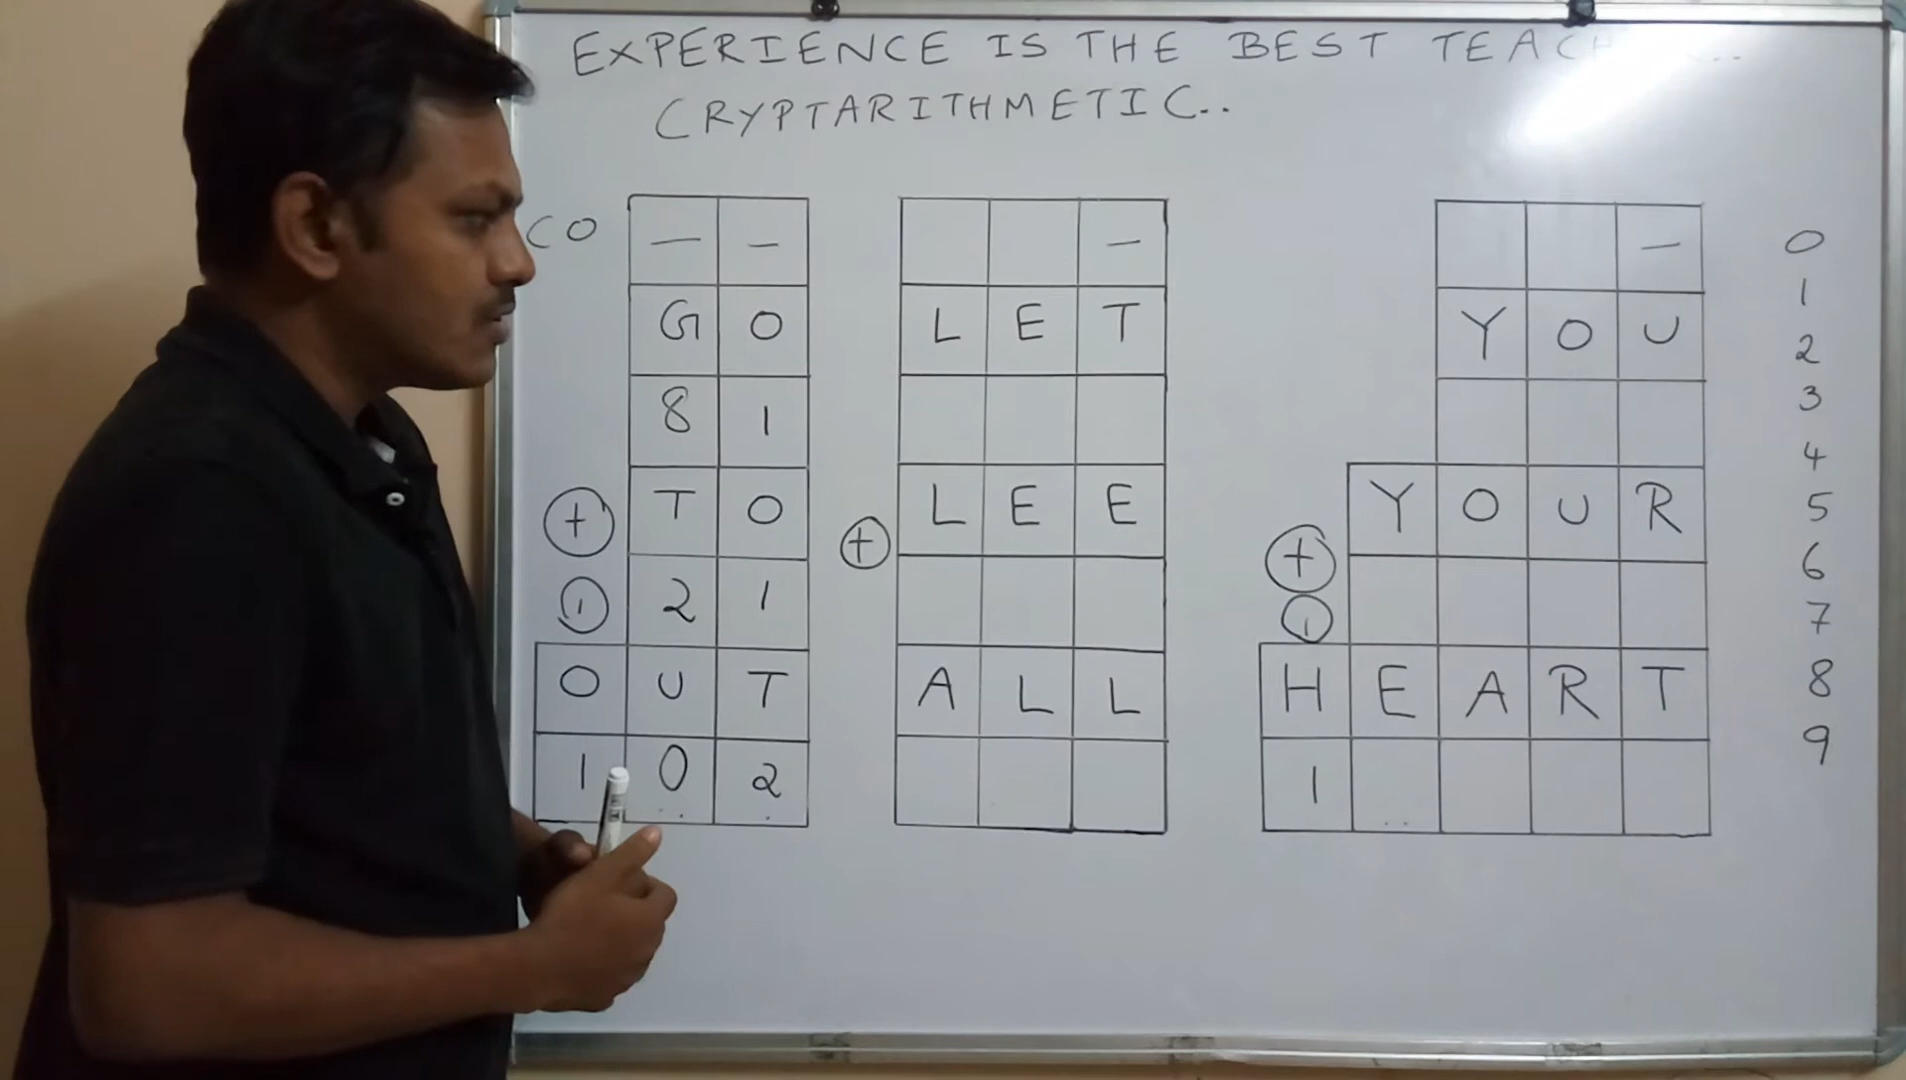 EXPERIENCE IS THE BEST
CRYPTARITHMETIC..
CO — —
G O
8 1
+ T O
1 2 1
O U T
1 0 2
—
L E T
+ L E E
A L L
—
Y O U
+ Y O U R
1
H E A R T
1
0
1
2
3
4
5
6
7
8
9